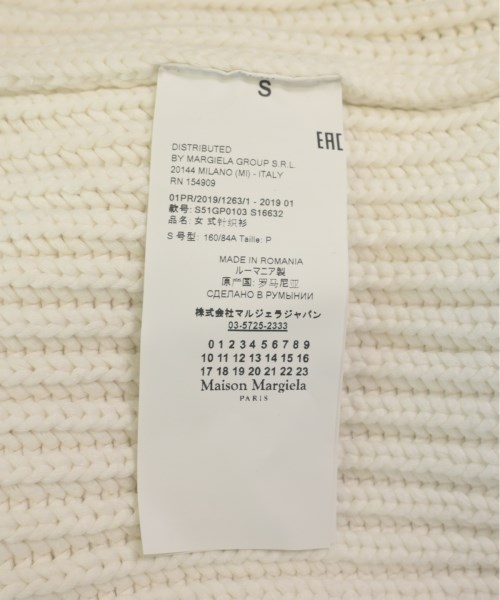 S
EAC
DISTRIBUTED
BY MARGIELA GROUP S.R.L.
20144 MILANO (MI) - ITALY
RN 154909
01PR/2019/1263/1 - 2019 01
款号: S51GP0103 S16632
品名: 女式针织衫
S 号型: 160/84A Taille: P
MADE IN ROMANIA
ルーマニア製
原产国: 罗马尼亚
СДЕЛАНО В РУМЫНИИ
株式会社マルジェラジャパン
03-5725-2333
0 1 2 3 4 5 6 7 8 9
10 11 12 13 14 15 16
17 18 19 20 21 22 23
Maison Margiela
PARIS